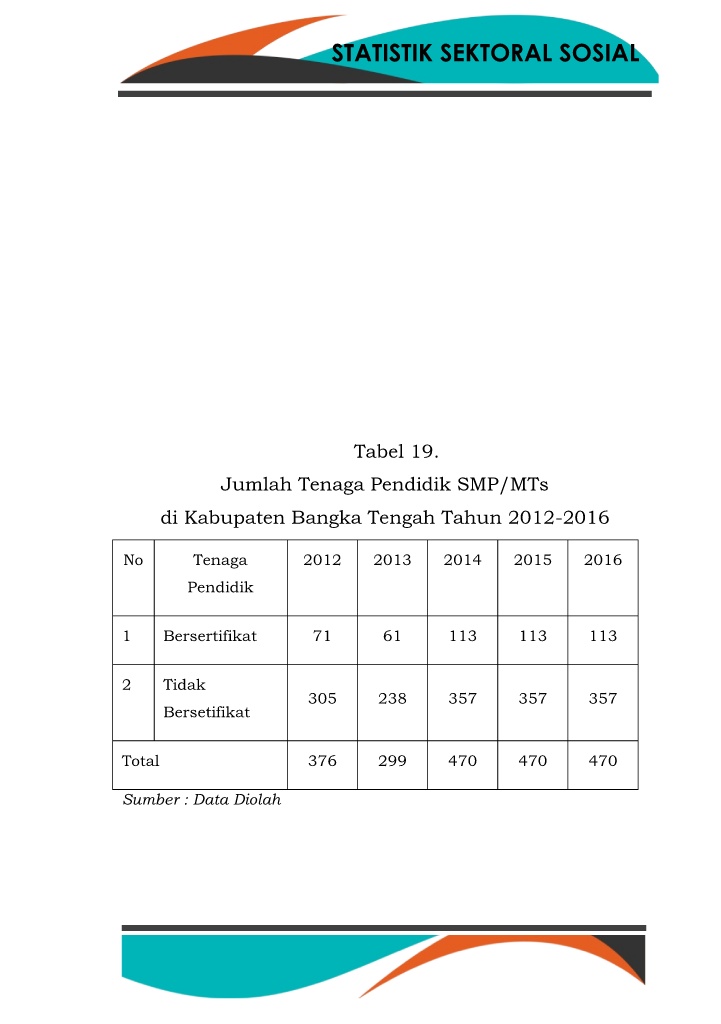 STATISTIK SEKTORAL SOSIAL
Tabel 19.
Jumlah Tenaga Pendidik SMP/MTs
di Kabupaten Bangka Tengah Tahun 2012-2016
No Tenaga Pendidik 2012 2013 2014 2015 2016
1 Bersertifikat 71 61 113 113 113
2 Tidak Bersetifikat 305 238 357 357 357
Total 376 299 470 470 470
Sumber : Data Diolah